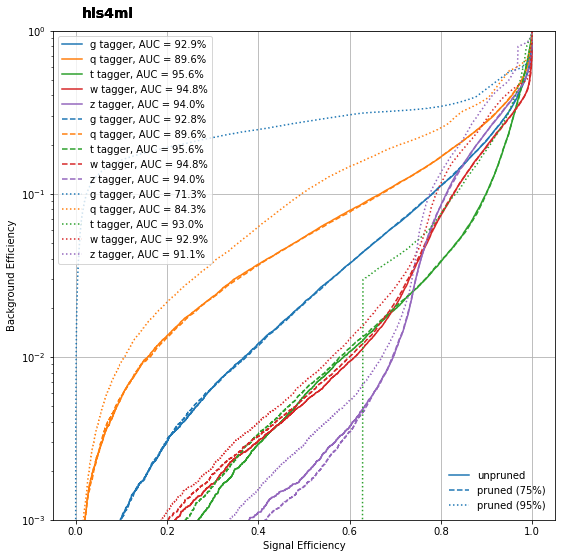 hls4ml
10⁰
g tagger, AUC = 92.9%
q tagger, AUC = 89.6%
t tagger, AUC = 95.6%
w tagger, AUC = 94.8%
z tagger, AUC = 94.0%
g tagger, AUC = 92.8%
q tagger, AUC = 89.6%
t tagger, AUC = 95.6%
w tagger, AUC = 94.8%
z tagger, AUC = 94.0%
g tagger, AUC = 71.3%
q tagger, AUC = 84.3%
t tagger, AUC = 93.0%
w tagger, AUC = 92.9%
z tagger, AUC = 91.1%
10⁻¹
Background Efficiency
10⁻²
unpruned
pruned (75%)
pruned (95%)
10⁻³
0.0 0.2 0.4 0.6 0.8 1.0
Signal Efficiency